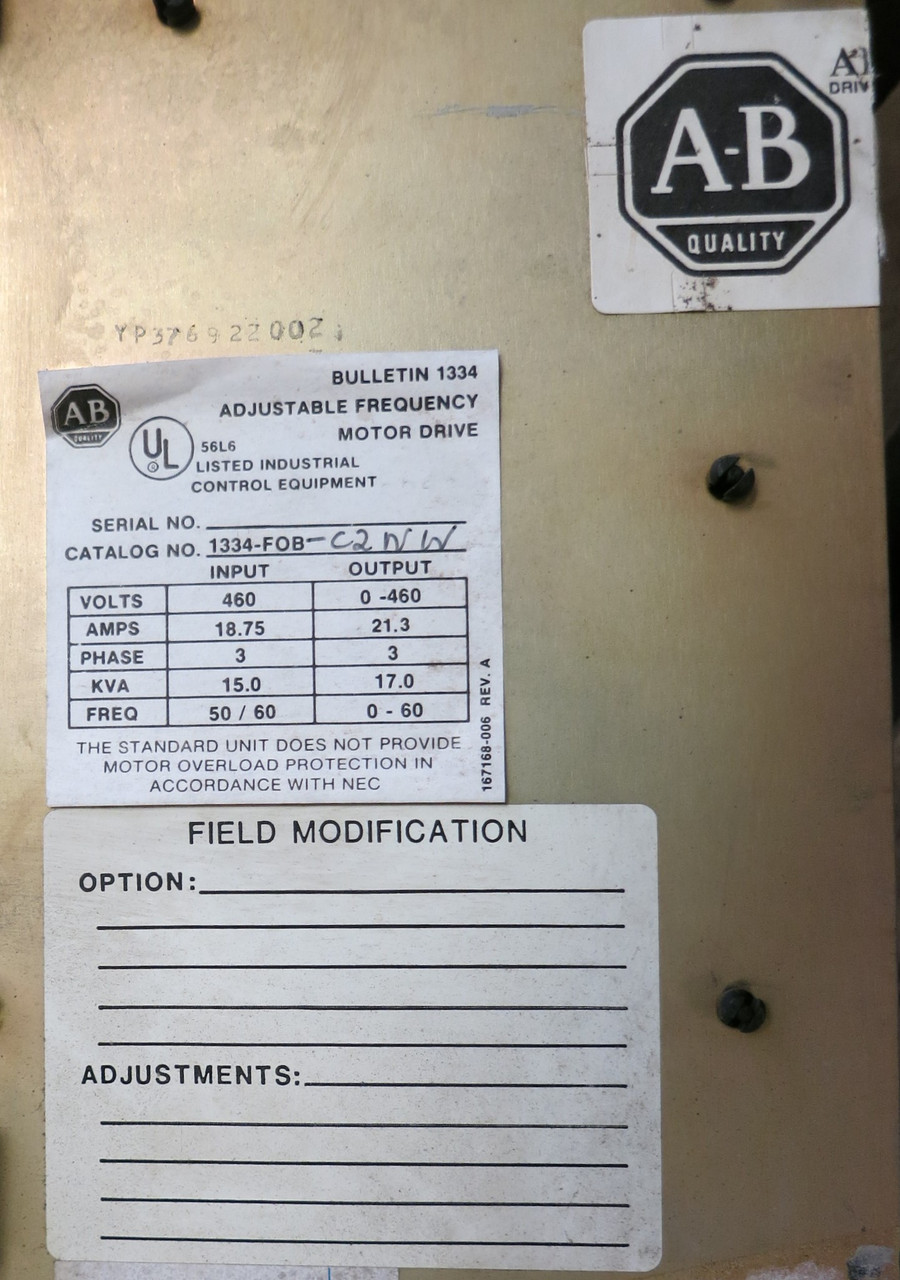 A-B
QUALITY
DRIV
YP376922002
AB
QUALITY
BULLETIN 1334
ADJUSTABLE FREQUENCY
MOTOR DRIVE
UL
56L6
LISTED INDUSTRIAL
CONTROL EQUIPMENT
SERIAL NO.
CATALOG NO. 1334-FOB-C2NW
INPUT OUTPUT
VOLTS 460 0 -460
AMPS 18.75 21.3
PHASE 3 3
KVA 15.0 17.0
FREQ 50 / 60 0 - 60
THE STANDARD UNIT DOES NOT PROVIDE
MOTOR OVERLOAD PROTECTION IN
ACCORDANCE WITH NEC
167168-006 REV. A
FIELD MODIFICATION
OPTION:
ADJUSTMENTS: